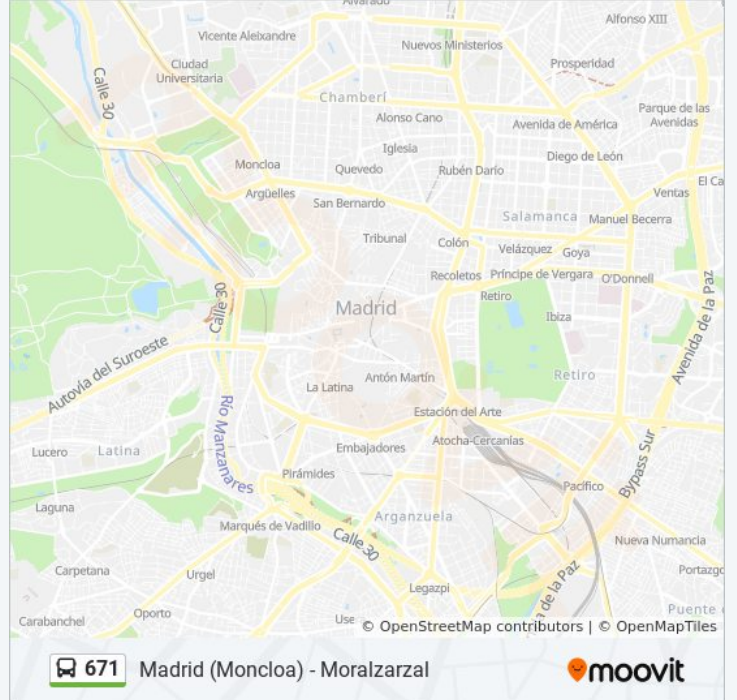 Alvarado
Alfonso XIII
Vicente Aleixandre
Nuevos Ministerios
Ciudad
Universitaria
Prosperidad
Calle 30
Chamberí
Parque de las
Avenidas
Alonso Cano
Avenida de América
Iglesia
Diego de León
Moncloa
Quevedo
Rubén Darío
El Ca
Argüelles
Ventas
San Bernardo
Salamanca
Manuel Becerra
Tribunal
Colón
Velázquez
Goya
Recoletos
Príncipe de Vergara
O'Donnell
Retiro
Calle 30
Madrid
Ibiza
Avenida de la Paz
Autovía del Suroeste
La Latina
Antón Martín
Retiro
Estación del Arte
Río Manzanares
Atocha-Cercanías
Embajadores
Lucero
Latina
Bypass Sur
Pirámides
Pacífico
Laguna
Arganzuela
Marqués de Vadillo
Calle 30
Nueva Numancia
Carpetana
Urgel
Portazgo
Legazpi
a de la Paz
Oporto
Puente
Carabanchel
Use
© OpenStreetMap contributors | © OpenMapTiles
671
Madrid (Moncloa) - Moralzarzal
moovit